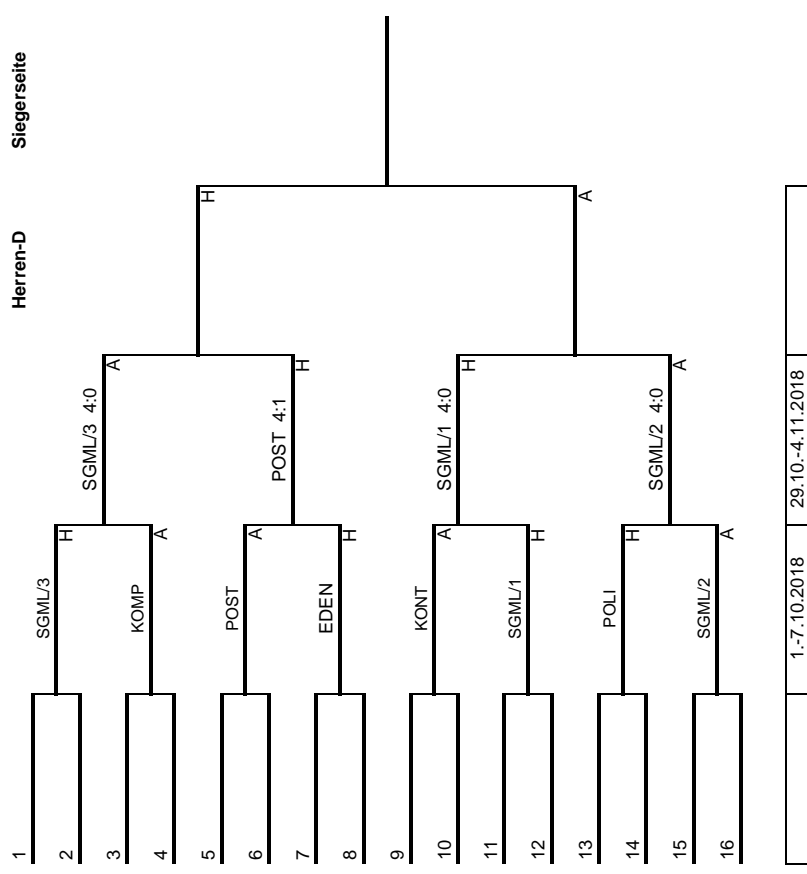 Herren-D Siegerseite
1
2
3
4
5
6
7
8
9
10
11
12
13
14
15
16
SGML/3 H
KOMP A
POST A
EDEN H
KONT A
SGML/1 H
POLI H
SGML/2 A
SGML/3 4:0 A
POST 4:1 H
SGML/1 4:0 H
SGML/2 4:0 A
H
A
1.-7.10.2018 29.10.-4.11.2018